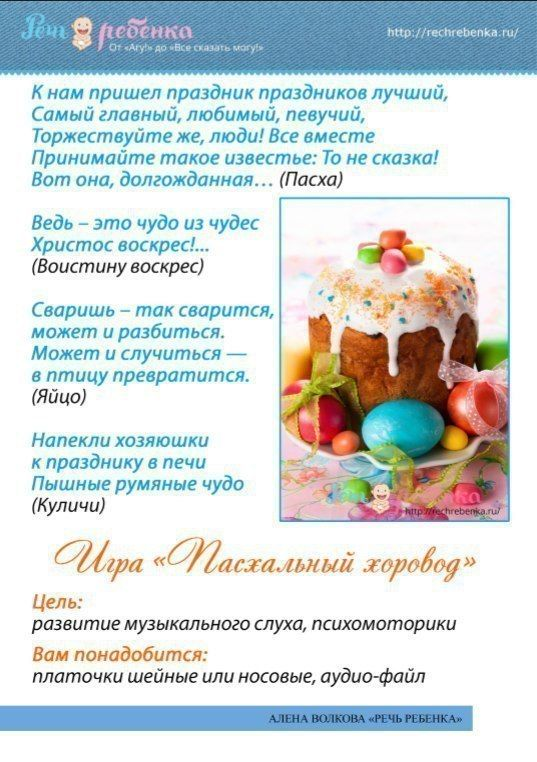 Речь ребенка
От «Агу!» до «Все сказать могу!»
http://rechrebenka.ru/
К нам пришел праздник праздников лучший,
Самый главный, любимый, певучий,
Торжествуйте же, люди! Все вместе
Принимайте такое известье: То не сказка!
Вот она, долгожданная… (Пасха)
Ведь – это чудо из чудес
Христос воскрес!...
(Воистину воскрес)
Сваришь – так сварится,
может и разбиться.
Может и случиться —
в птицу превратится.
(Яйцо)
Напекли хозяюшки
к празднику в печи
Пышные румяные чудо
(Куличи)
Речь ребенка
http://rechrebenka.ru/
Игра «Пасхальный хоровод»
Цель:
развитие музыкального слуха, психомоторики
Вам понадобится:
платочки шейные или носовые, аудио-файл
АЛЕНА ВОЛКОВА «РЕЧЬ РЕБЕНКА»